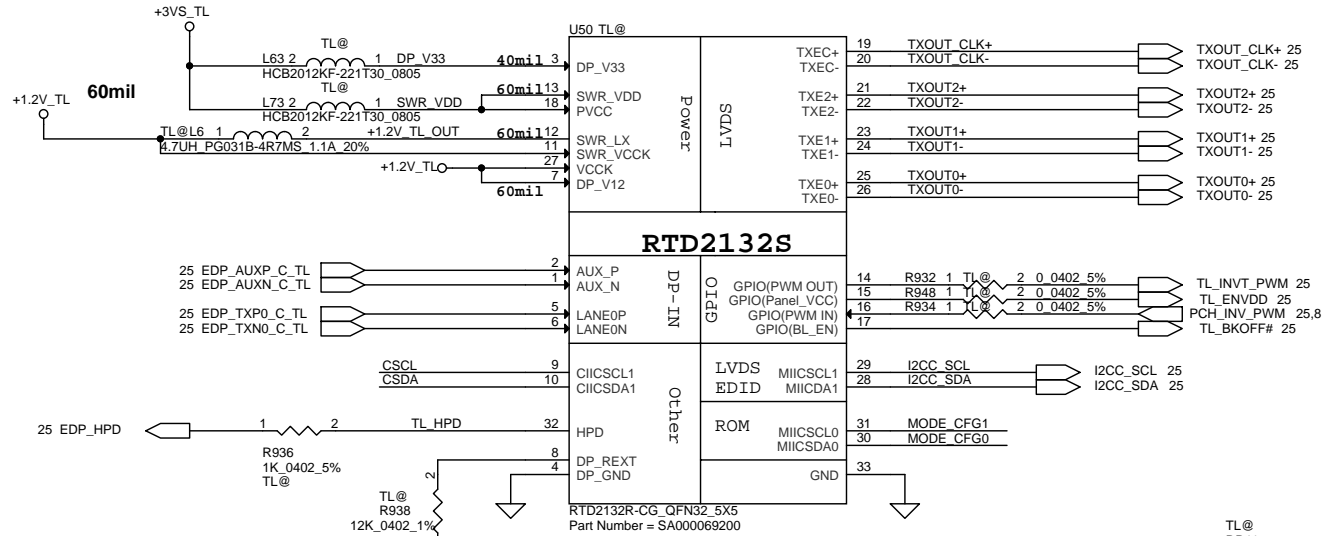 +3VS_TL
U50 TL@
TL@
L63 2 1 DP_V33 40mil 3 DP_V33
HCB2012KF-221T30_0805
TL@
L73 2 1 SWR_VDD 60mil 13 SWR_VDD
18 PVCC
HCB2012KF-221T30_0805
+1.2V_TL 60mil
TL@L6 1 2 +1.2V_TL_OUT 60mil 12 SWR_LX
4.7UH_PG031B-4R7MS_1.1A_20% 11 SWR_VCCK
+1.2V_TL 27 VCCK
60mil 7 DP_V12
Power
LVDS
TXEC+ 19 TXOUT_CLK+ TXOUT_CLK+ 25
TXEC- 20 TXOUT_CLK- TXOUT_CLK- 25
TXE2+ 21 TXOUT2+ TXOUT2+ 25
TXE2- 22 TXOUT2- TXOUT2- 25
TXE1+ 23 TXOUT1+ TXOUT1+ 25
TXE1- 24 TXOUT1- TXOUT1- 25
TXE0+ 25 TXOUT0+ TXOUT0+ 25
TXE0- 26 TXOUT0- TXOUT0- 25
RTD2132S
25 EDP_AUXP_C_TL 2 AUX_P
25 EDP_AUXN_C_TL 1 AUX_N
25 EDP_TXP0_C_TL 5 LANE0P
25 EDP_TXN0_C_TL 6 LANE0N
DP-IN
GPIO
GPIO(PWM OUT) 14 R932 1 TL@ 2 0_0402_5% TL_INVT_PWM 25
GPIO(Panel_VCC) 15 R948 1 TL@ 2 0_0402_5% TL_ENVDD 25
GPIO(PWM IN) 16 R934 1 TL@ 2 0_0402_5% PCH_INV_PWM 25,8
GPIO(BL_EN) 17 TL_BKOFF# 25
CSCL 9 CIICSCL1
CSDA 10 CIICSDA1
Other
LVDS
EDID
MIICSCL1 29 I2CC_SCL I2CC_SCL 25
MIICDA1 28 I2CC_SDA I2CC_SDA 25
25 EDP_HPD 1 2 TL_HPD 32 HPD
R936
1K_0402_5%
TL@
ROM
MIICSCL0 31 MODE_CFG1
MIICSDA0 30 MODE_CFG0
8 DP_REXT
4 DP_GND
GND 33
2
TL@
R938
12K_0402_1%
RTD2132R-CG_QFN32_5X5
Part Number = SA000069200
TL@